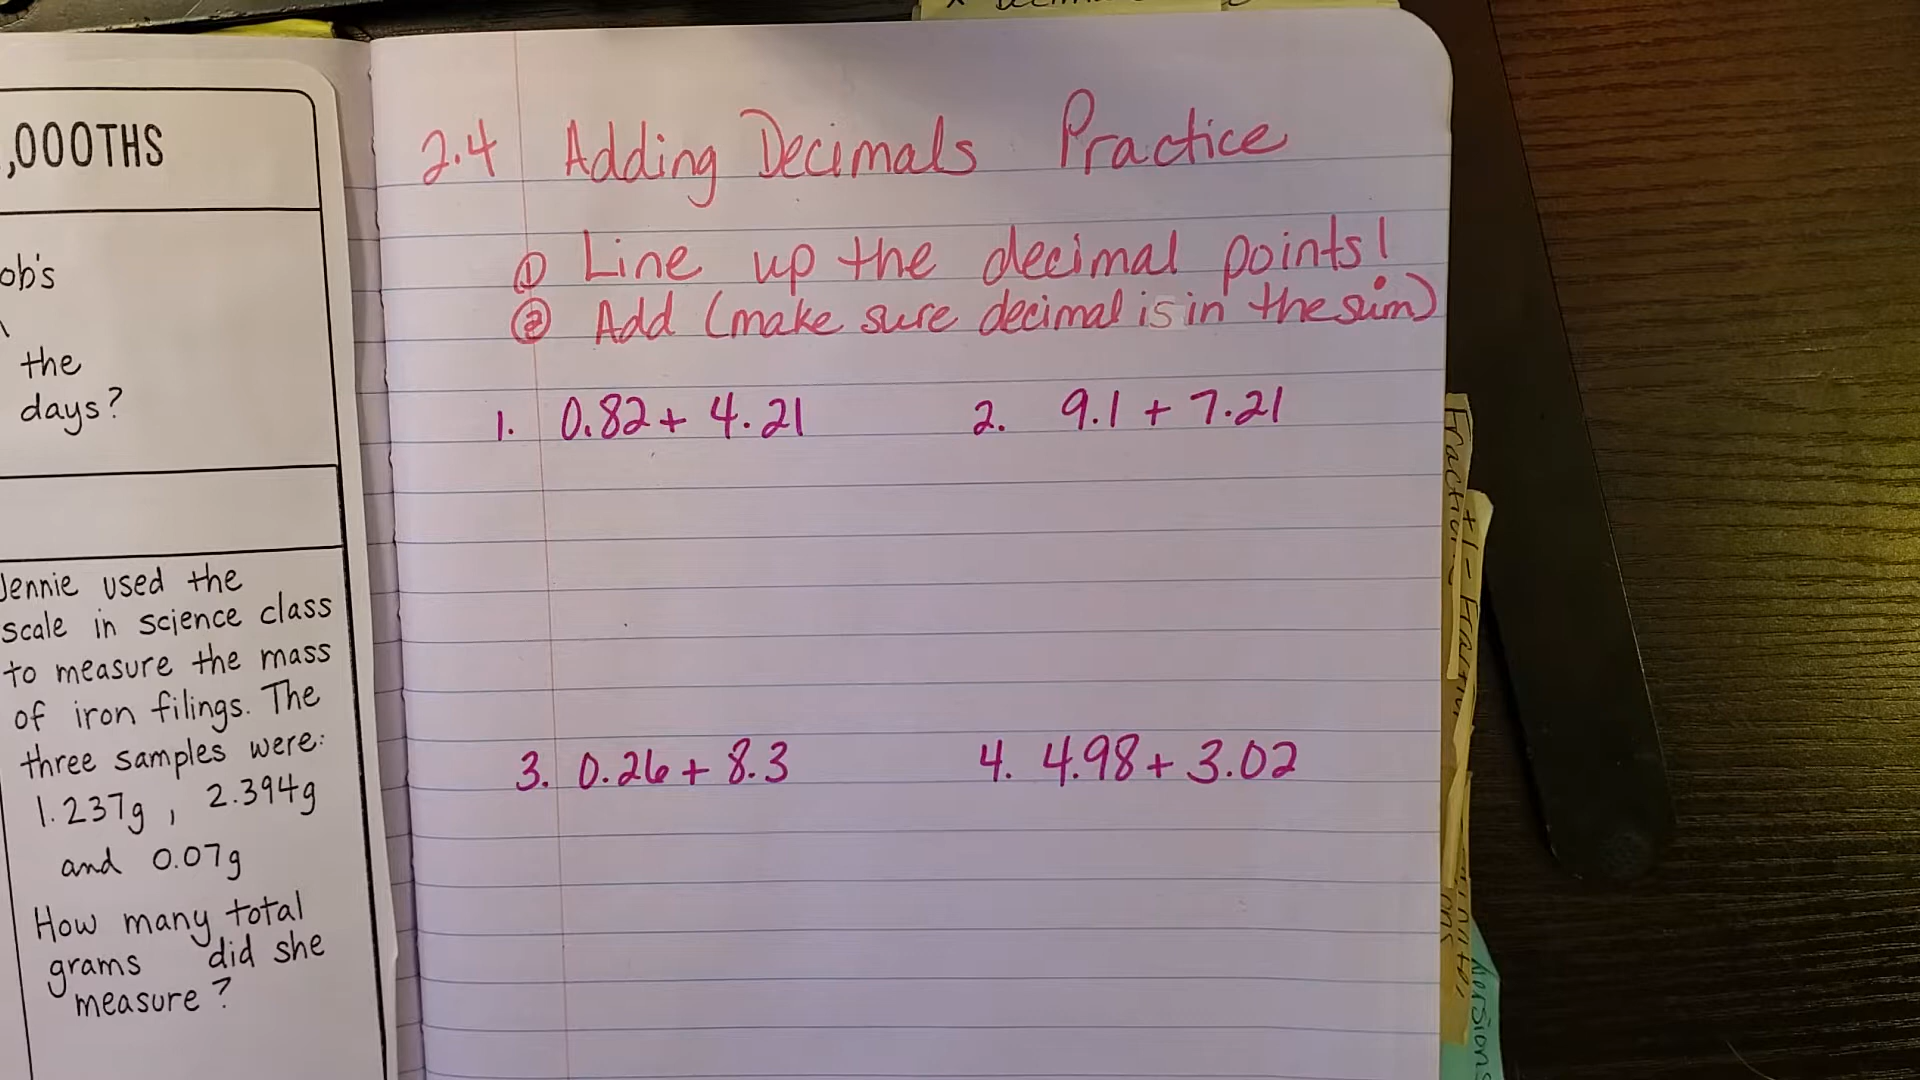 ,000THS
ob's
the
days?
Jennie used the
scale in science class
to measure the mass
of iron filings. The
three samples were:
1.237g, 2.394g
and 0.07g
How many total
grams did she
measure?
2.4 Adding Decimals Practice
① Line up the decimal points!
② Add (make sure decimal is in the sum)
1. 0.82 + 4.21 2. 9.1 + 7.21
3. 0.26 + 8.3 4. 4.98 + 3.02